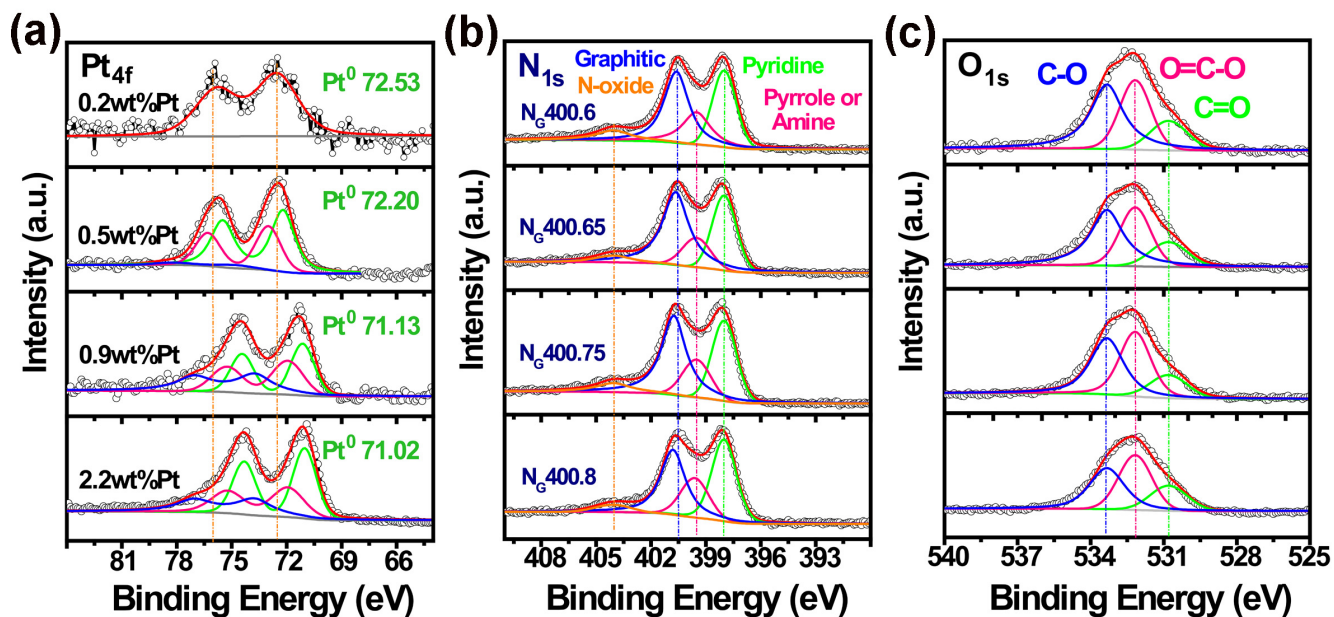 (a)
Intensity (a.u.)
Pt4f
0.2wt%Pt
Pt0 72.53
0.5wt%Pt
Pt0 72.20
0.9wt%Pt
Pt0 71.13
2.2wt%Pt
Pt0 71.02
81 78 75 72 69 66
Binding Energy (eV)
(b)
Intensity (a.u.)
N1s
Graphitic
N-oxide
Pyridine
Pyrrole or
Amine
NG400.6
NG400.65
NG400.75
NG400.8
408 405 402 399 396 393
Binding Energy (eV)
(c)
Intensity (a.u.)
O1s
C-O
O=C-O
C=O
540 537 534 531 528 525
Binding Energy (eV)